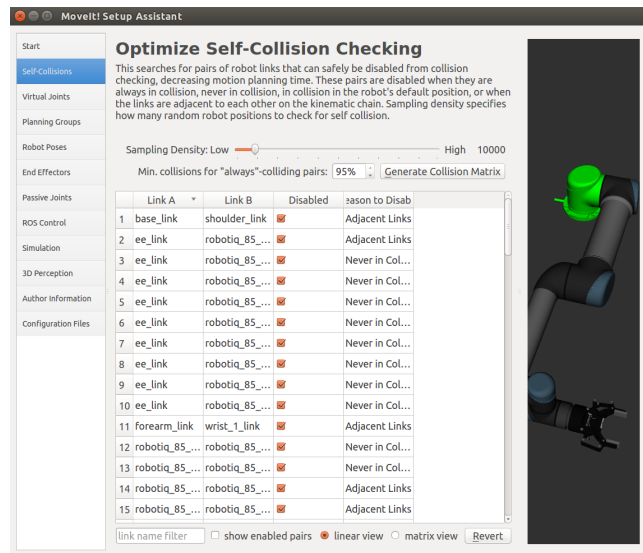 MoveIt! Setup Assistant
Start
Self-Collisions
Virtual Joints
Planning Groups
Robot Poses
End Effectors
Passive Joints
ROS Control
Simulation
3D Perception
Author Information
Configuration Files
Optimize Self-Collision Checking
This searches for pairs of robot links that can safely be disabled from collision
checking, decreasing motion planning time. These pairs are disabled when they are
always in collision, never in collision, in collision in the robot's default position, or when
the links are adjacent to each other on the kinematic chain. Sampling density specifies
how many random robot positions to check for self collision.
Sampling Density: Low High 10000
Min. collisions for "always"-colliding pairs: 95% Generate Collision Matrix
Link A Link B Disabled eason to Disab
1 base_link shoulder_link Adjacent Links
2 ee_link robotiq_85_... Adjacent Links
3 ee_link robotiq_85_... Never in Col...
4 ee_link robotiq_85_... Never in Col...
5 ee_link robotiq_85_... Never in Col...
6 ee_link robotiq_85_... Never in Col...
7 ee_link robotiq_85_... Never in Col...
8 ee_link robotiq_85_... Never in Col...
9 ee_link robotiq_85_... Never in Col...
10 ee_link robotiq_85_... Never in Col...
11 forearm_link wrist_1_link Adjacent Links
12 robotiq_85_... robotiq_85_... Never in Col...
13 robotiq_85_... robotiq_85_... Never in Col...
14 robotiq_85_... robotiq_85_... Adjacent Links
15 robotiq_85_... robotiq_85_... Adjacent Links
link name filter show enabled pairs linear view matrix view Revert